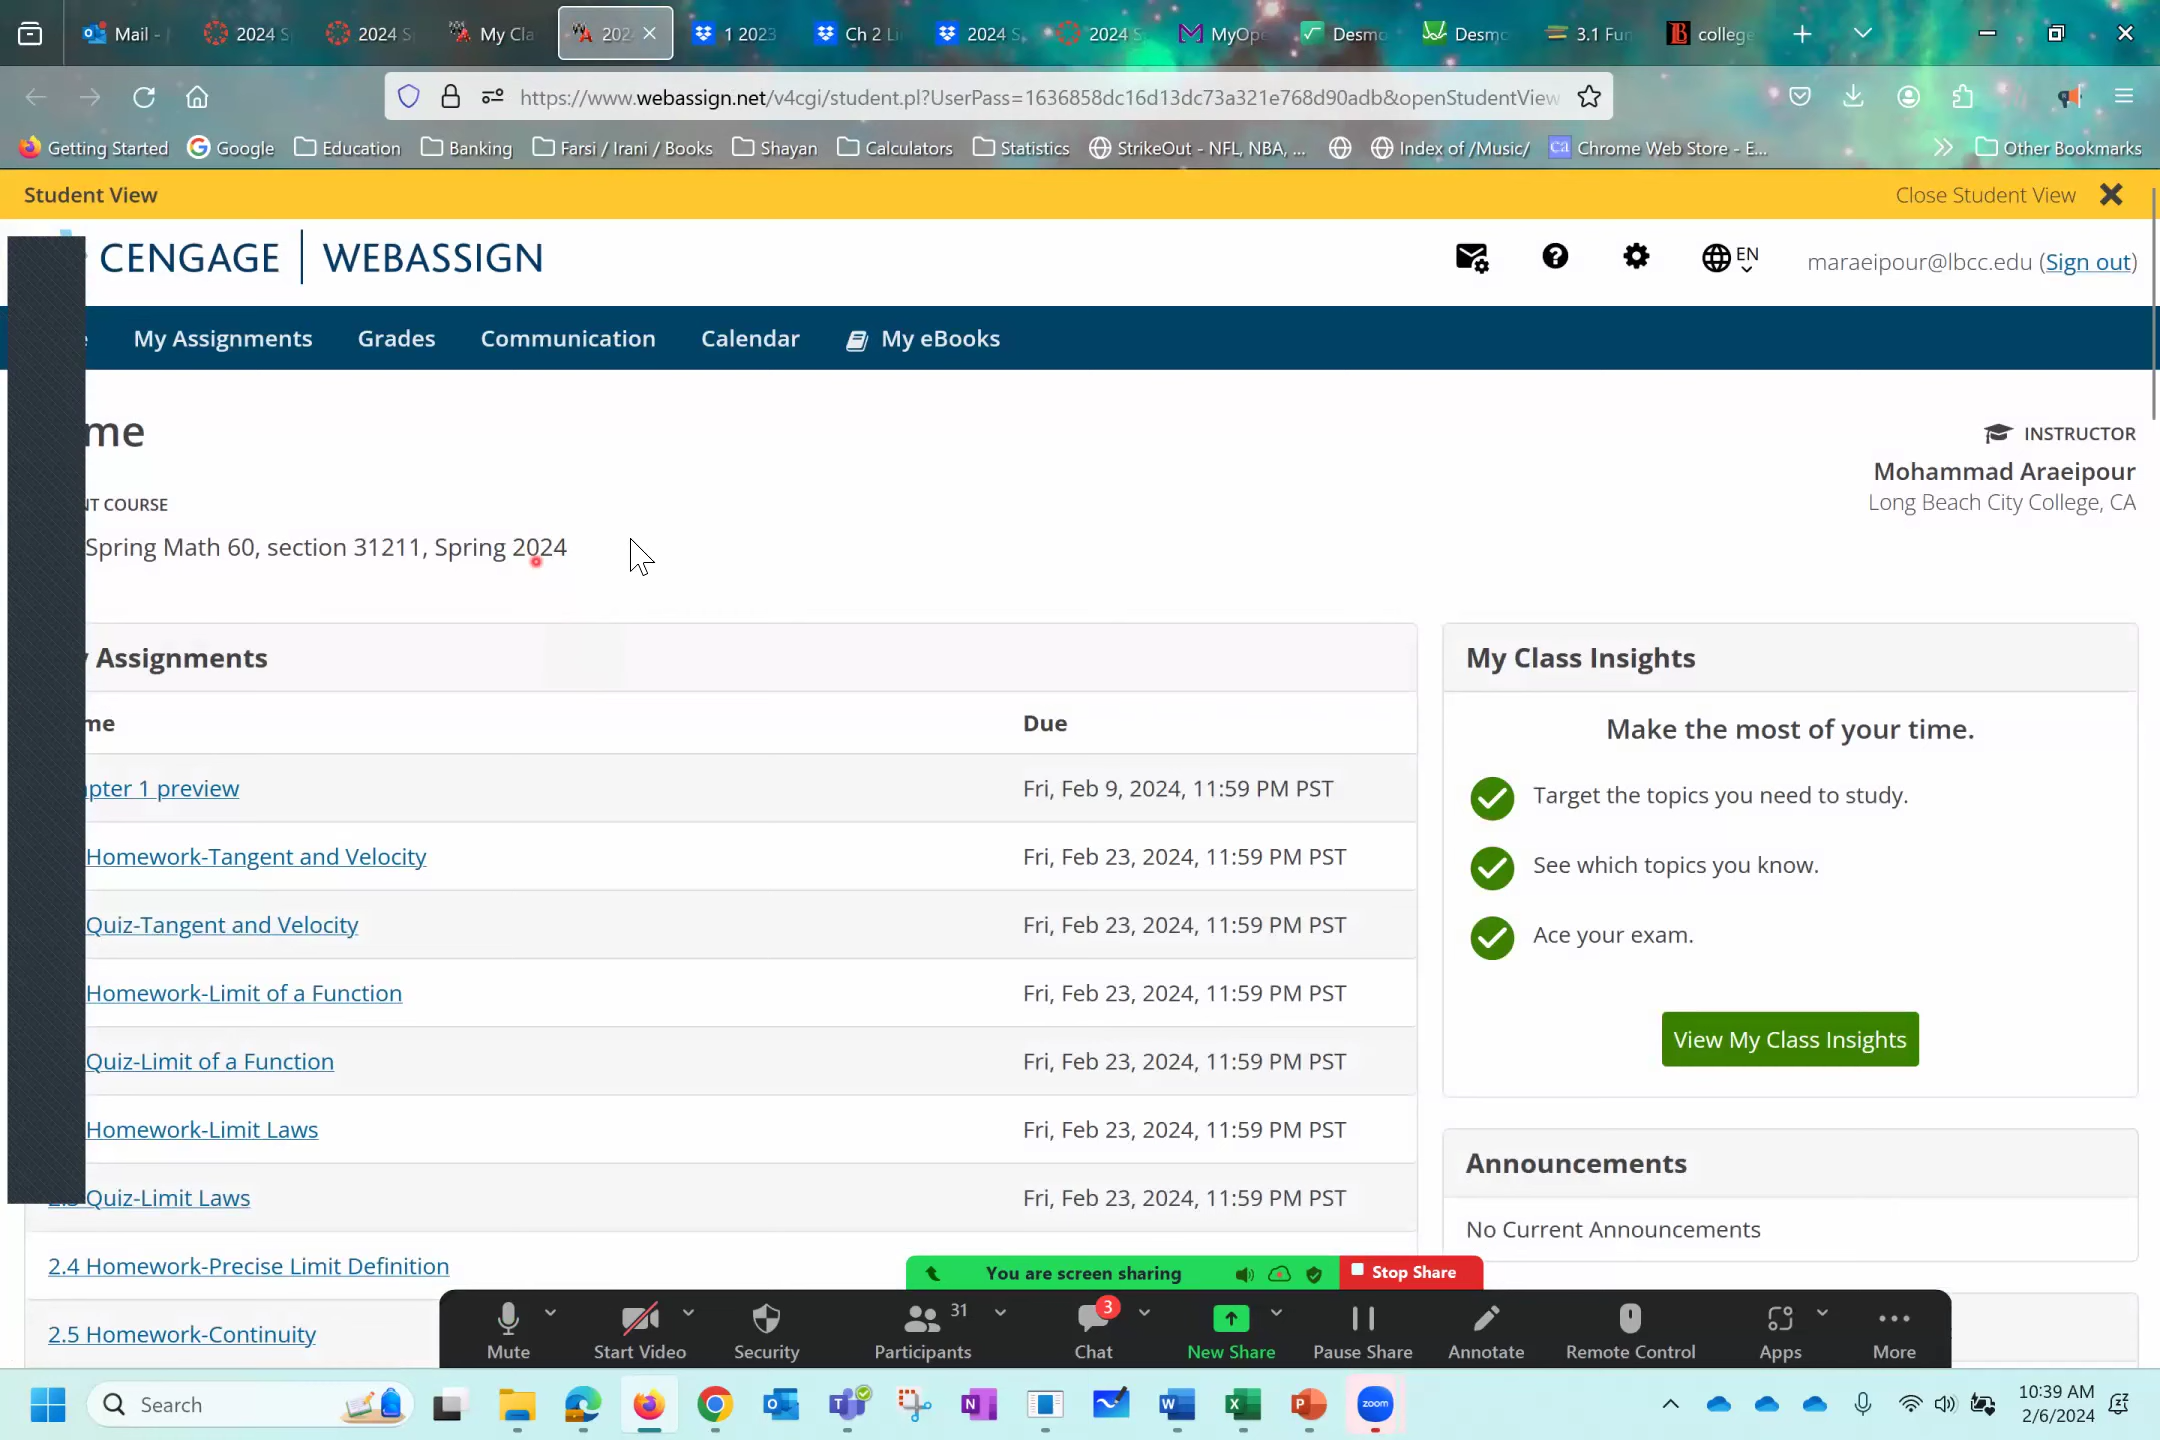 Mail -
2024 S
2024 S
My Cla
202
1 2023
Ch 2 Li
2024 S
2024 S
MyOpe
Desmo
Desmo
3.1 Fun
college
https://www.webassign.net/v4cgi/student.pl?UserPass=1636858dc16d13dc73a321e768d90adb&openStudentView
Getting Started
Google
Education
Banking
Farsi / Irani / Books
Shayan
Calculators
Statistics
StrikeOut - NFL, NBA, ...
Index of /Music/
Chrome Web Store - E...
Other Bookmarks
Student View
Close Student View
CENGAGE | WEBASSIGN
EN
maraeipour@lbcc.edu (Sign out)
e
My Assignments
Grades
Communication
Calendar
My eBooks
me
INSTRUCTOR
Mohammad Araeipour
Long Beach City College, CA
NT COURSE
Spring Math 60, section 31211, Spring 2024
Assignments
me
Due
pter 1 preview
Fri, Feb 9, 2024, 11:59 PM PST
Homework-Tangent and Velocity
Fri, Feb 23, 2024, 11:59 PM PST
Quiz-Tangent and Velocity
Fri, Feb 23, 2024, 11:59 PM PST
Homework-Limit of a Function
Fri, Feb 23, 2024, 11:59 PM PST
Quiz-Limit of a Function
Fri, Feb 23, 2024, 11:59 PM PST
Homework-Limit Laws
Fri, Feb 23, 2024, 11:59 PM PST
Quiz-Limit Laws
Fri, Feb 23, 2024, 11:59 PM PST
2.4 Homework-Precise Limit Definition
2.5 Homework-Continuity
My Class Insights
Make the most of your time.
Target the topics you need to study.
See which topics you know.
Ace your exam.
View My Class Insights
Announcements
No Current Announcements
You are screen sharing
Stop Share
Mute
Start Video
Security
Participants
31
Chat
3
New Share
Pause Share
Annotate
Remote Control
Apps
More
Search
zoom
10:39 AM
2/6/2024